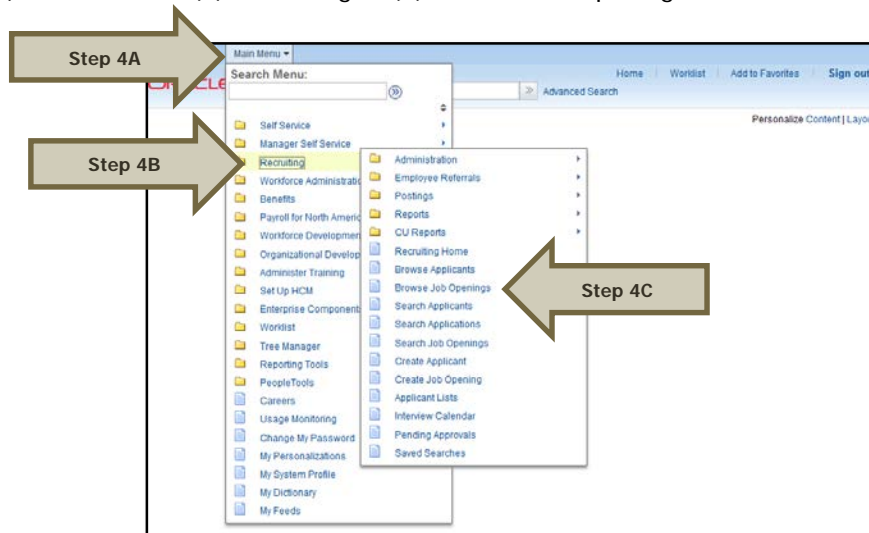 Step 4A
Main Menu
Search Menu:
Home
Worklist
Add to Favorites
Sign out
Advanced Search
Personalize Content | Layo
Self Service
Manager Self Service
Step 4B
Recruiting
Workforce Administratio
Benefits
Payroll for North Americ
Workforce Developmen
Organizational Develop
Administer Training
Set Up HCM
Enterprise Component
Worklist
Tree Manager
Reporting Tools
PeopleTools
Careers
Usage Monitoring
Change My Password
My Personalizations
My System Profile
My Dictionary
My Feeds
Administration
Employee Referrals
Postings
Reports
CU Reports
Recruiting Home
Browse Applicants
Browse Job Openings
Step 4C
Search Applicants
Search Applications
Search Job Openings
Create Applicant
Create Job Opening
Applicant Lists
Interview Calendar
Pending Approvals
Saved Searches